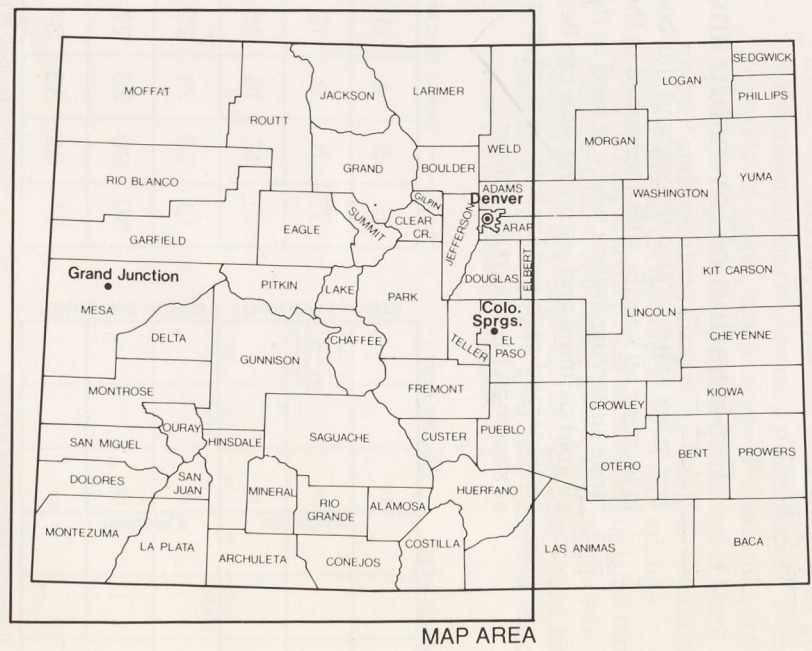 SEDGWICK
LOGAN
PHILLIPS
MOFFAT
JACKSON
LARIMER
ROUTT
MORGAN
WELD
GRAND
BOULDER
YUMA
RIO BLANCO
WASHINGTON
ADAMS
GILPIN
Denver
EAGLE
SUMMIT
CLEAR
CR.
JEFFERSON
ARAP
GARFIELD
Grand Junction
PITKIN
LAKE
PARK
DOUGLAS
ELBERT
KIT CARSON
MESA
Colo.
Sprgs.
LINCOLN
DELTA
CHAFFEE
TELLER
EL
PASO
CHEYENNE
GUNNISON
MONTROSE
FREMONT
CROWLEY
KIOWA
OURAY
SAN MIGUEL
HINSDALE
SAGUACHE
CUSTER
PUEBLO
OTERO
BENT
PROWERS
DOLORES
SAN
JUAN
MINERAL
RIO
GRANDE
ALAMOSA
HUERFANO
MONTEZUMA
LA PLATA
ARCHULETA
CONEJOS
COSTILLA
LAS ANIMAS
BACA
MAP AREA